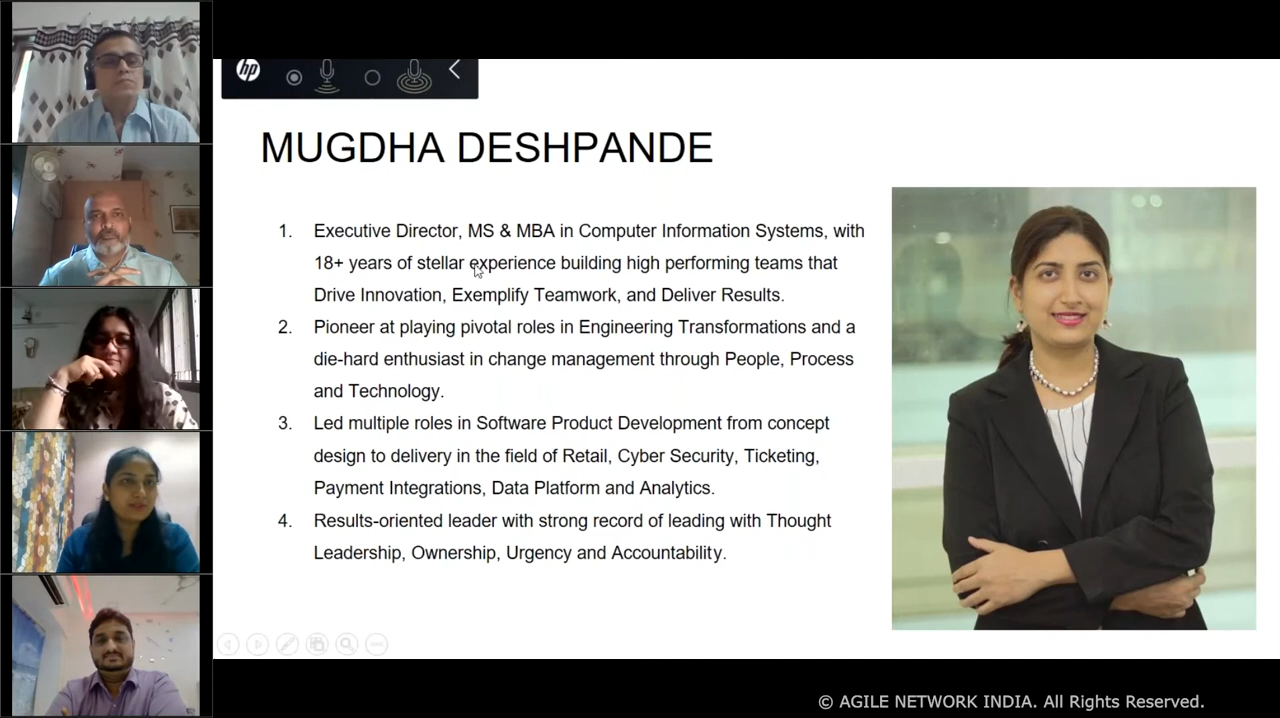 hp
MUGDHA DESHPANDE
1. Executive Director, MS & MBA in Computer Information Systems, with
18+ years of stellar experience building high performing teams that
Drive Innovation, Exemplify Teamwork, and Deliver Results.
2. Pioneer at playing pivotal roles in Engineering Transformations and a
die-hard enthusiast in change management through People, Process
and Technology.
3. Led multiple roles in Software Product Development from concept
design to delivery in the field of Retail, Cyber Security, Ticketing,
Payment Integrations, Data Platform and Analytics.
4. Results-oriented leader with strong record of leading with Thought
Leadership, Ownership, Urgency and Accountability.
© AGILE NETWORK INDIA. All Rights Reserved.